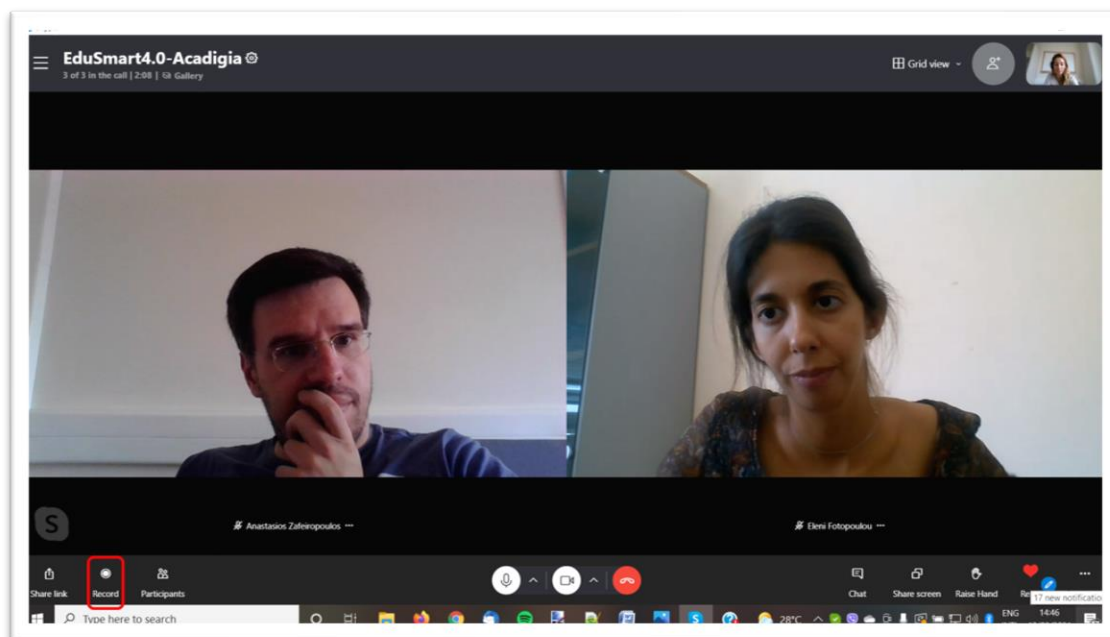 EduSmart4.0-Acadigia
3 of 3 in the call | 2:08 | Gallery
Grid view
S
Anastasios Zafeiropoulos
Eleni Fotopoulou
Share link
Record
Participants
Chat
Share screen
Raise Hand
17 new notificatio
Type here to search
28°C
ENG
14:46